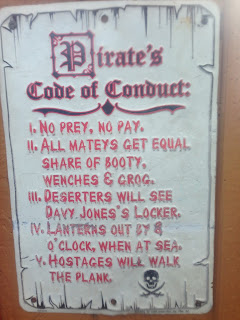 Pirate's
Code of Conduct:
I. No prey, no pay.
II. All mateys get equal
share of booty,
wenches & grog.
III. Deserters will see
Davy Jones's Locker.
IV. Lanterns out by 8
o'clock, when at sea.
V. Hostages will walk
the plank.